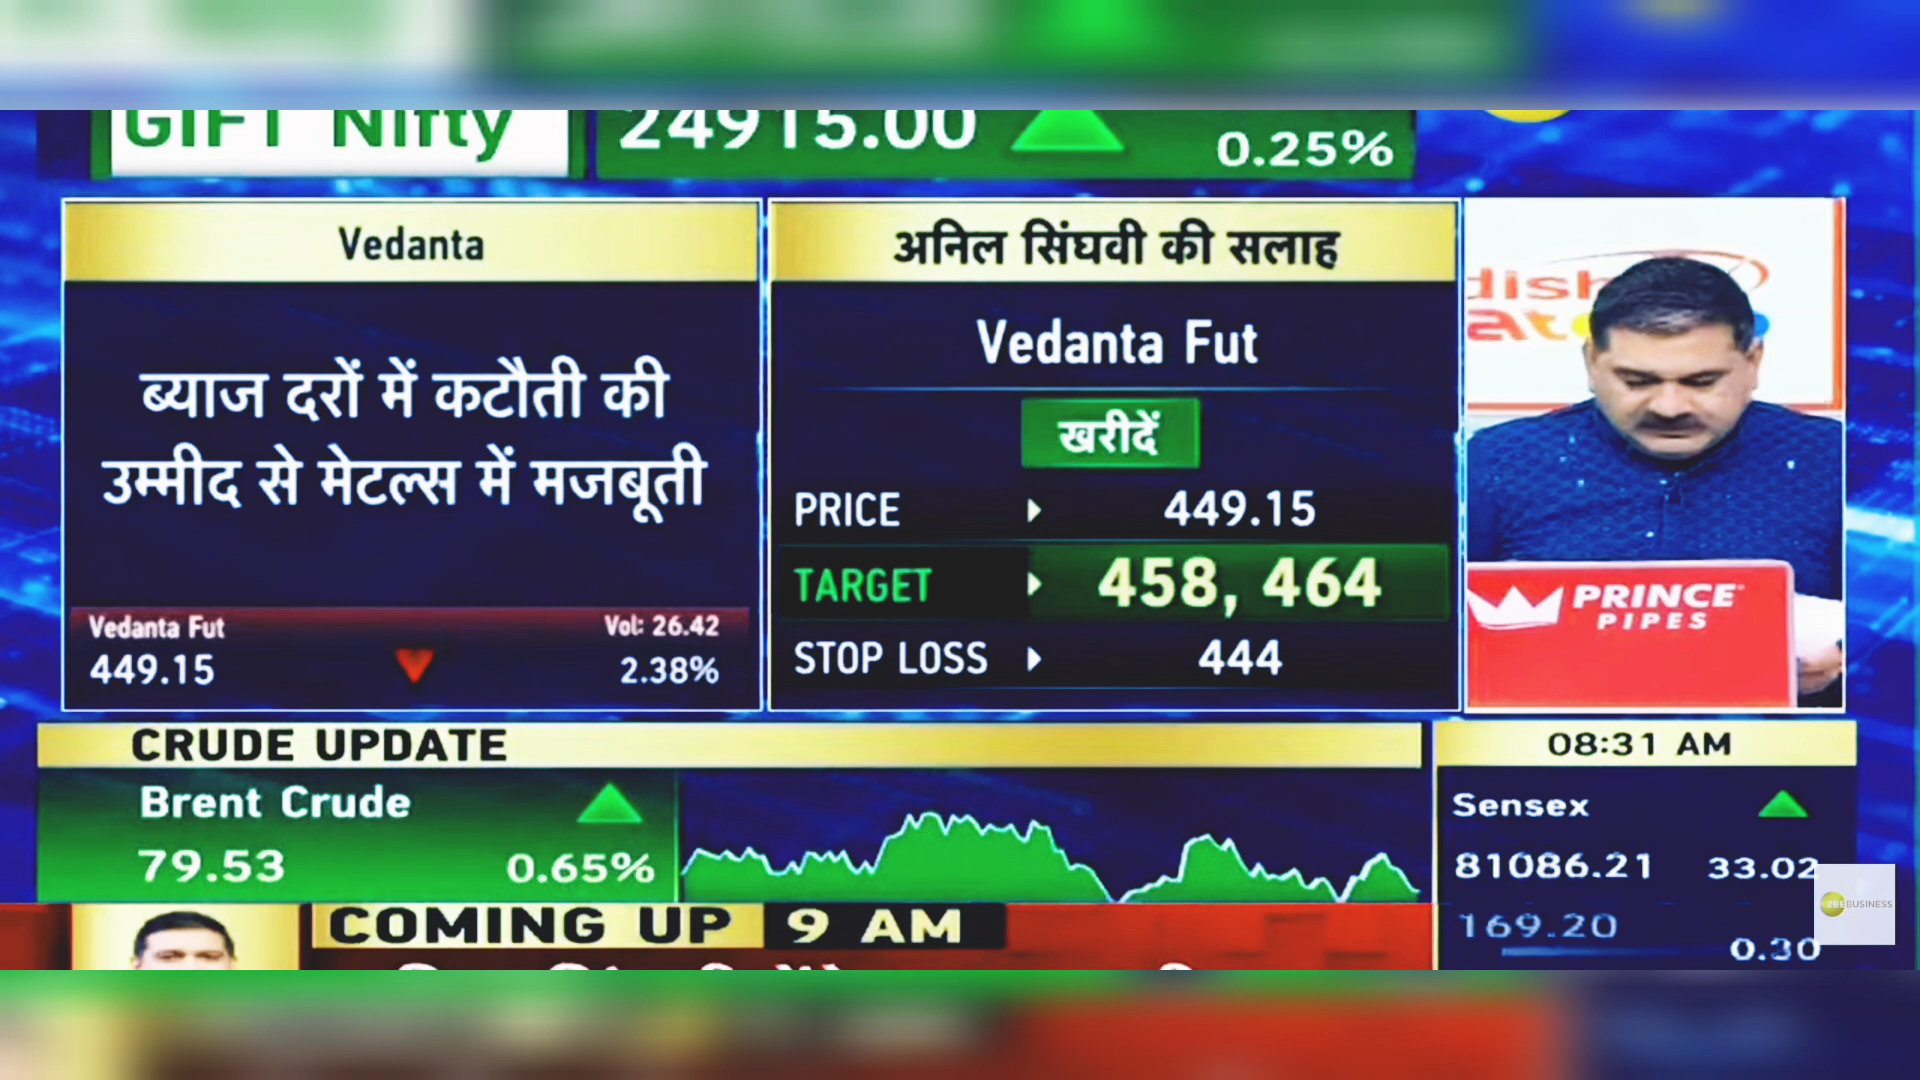 GIFT Nifty
24915.00
0.25%
Vedanta
ब्याज दरों में कटौती की
उम्मीद से मेटल्स में मजबूती
Vedanta Fut
Vol: 26.42
449.15
2.38%
अनिल सिंघवी की सलाह
Vedanta Fut
खरीदें
PRICE 449.15
TARGET 458, 464
STOP LOSS 444
dish
PRINCE
PIPES
CRUDE UPDATE
Brent Crude
79.53
0.65%
08:31 AM
Sensex
81086.21
33.02
169.20
0.30
ZEEBUSINESS
COMING UP 9 AM